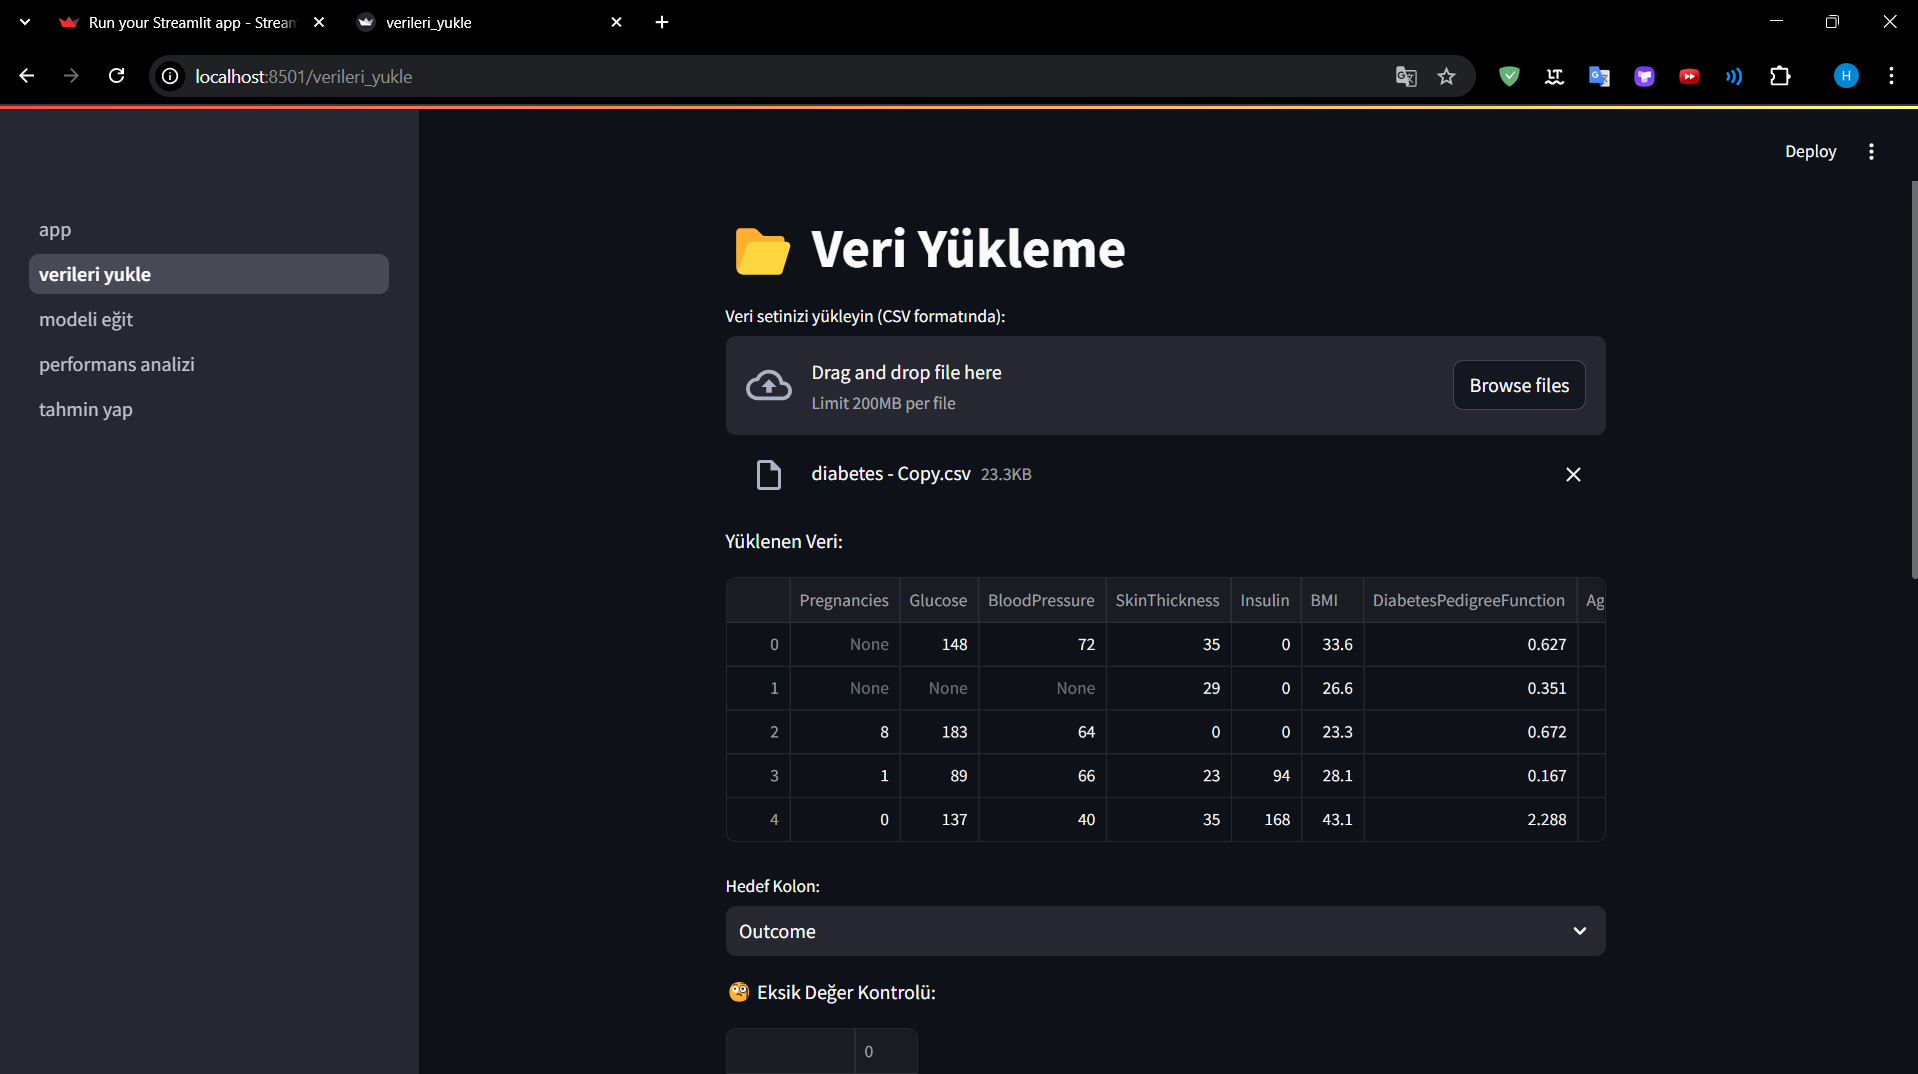 Run your Streamlit app - Stream
verileri_yukle
localhost:8501/verileri_yukle
H
Deploy
app
verileri yukle
modeli eğit
performans analizi
tahmin yap
Veri Yükleme
Veri setinizi yükleyin (CSV formatında):
Drag and drop file here
Limit 200MB per file
Browse files
diabetes - Copy.csv 23.3KB
Yüklenen Veri:
Pregnancies Glucose BloodPressure SkinThickness Insulin BMI DiabetesPedigreeFunction Ag
0 None 148 72 35 0 33.6 0.627
1 None None None 29 0 26.6 0.351
2 8 183 64 0 0 23.3 0.672
3 1 89 66 23 94 28.1 0.167
4 0 137 40 35 168 43.1 2.288
Hedef Kolon:
Outcome
🧐 Eksik Değer Kontrolü:
0